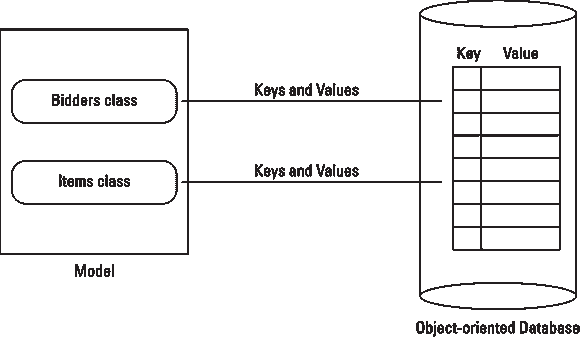 Key Value
Bidders class
Keys and Values
Items class
Keys and Values
Model
Object-oriented Database